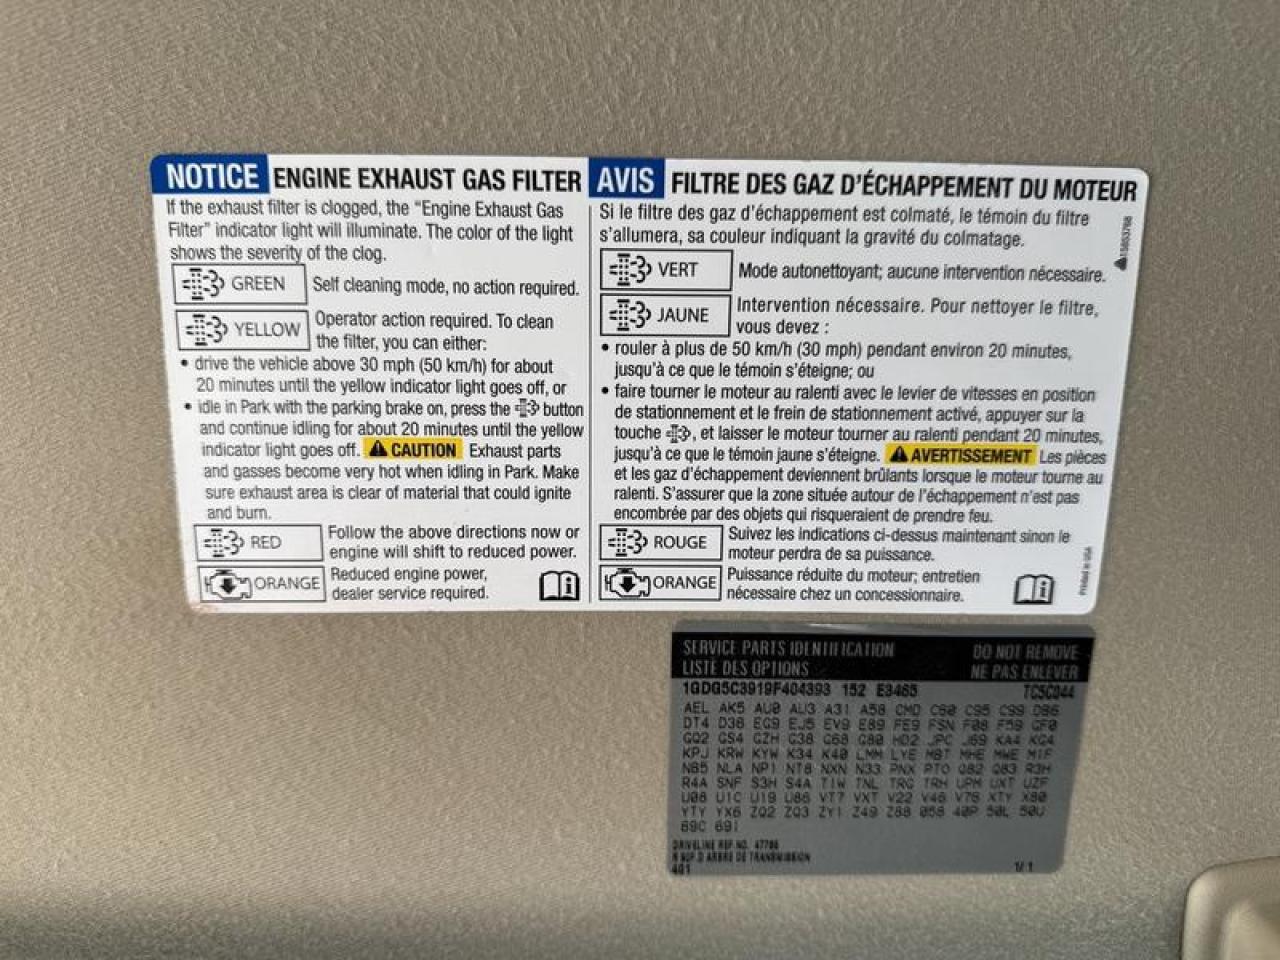 NOTICE ENGINE EXHAUST GAS FILTER
If the exhaust filter is clogged, the "Engine Exhaust Gas
Filter" indicator light will illuminate. The color of the light
shows the severity of the clog.
GREEN Self cleaning mode, no action required.
YELLOW Operator action required. To clean
the filter, you can either:
• drive the vehicle above 30 mph (50 km/h) for about
20 minutes until the yellow indicator light goes off, or
• idle in Park with the parking brake on, press the button
and continue idling for about 20 minutes until the yellow
indicator light goes off. CAUTION Exhaust parts
and gasses become very hot when idling in Park. Make
sure exhaust area is clear of material that could ignite
and burn.
RED Follow the above directions now or
engine will shift to reduced power.
ORANGE Reduced engine power,
dealer service required.
AVIS FILTRE DES GAZ D'ÉCHAPPEMENT DU MOTEUR
Si le filtre des gaz d'échappement est colmaté, le témoin du filtre
s'allumera, sa couleur indiquant la gravité du colmatage.
VERT Mode autonettoyant; aucune intervention nécessaire.
JAUNE Intervention nécessaire. Pour nettoyer le filtre,
vous devez :
• rouler à plus de 50 km/h (30 mph) pendant environ 20 minutes,
jusqu'à ce que le témoin s'éteigne; ou
• faire tourner le moteur au ralenti avec le levier de vitesses en position
de stationnement et le frein de stationnement activé, appuyer sur la
touche , et laisser le moteur tourner au ralenti pendant 20 minutes,
jusqu'à ce que le témoin jaune s'éteigne. AVERTISSEMENT Les pièces
et les gaz d'échappement deviennent brûlants lorsque le moteur tourne au
ralenti. S'assurer que la zone située autour de l'échappement n'est pas
encombrée par des objets qui risqueraient de prendre feu.
ROUGE Suivez les indications ci-dessus maintenant sinon le
moteur perdra de sa puissance.
ORANGE Puissance réduite du moteur; entretien
nécessaire chez un concessionnaire.
Printed in USA
SERVICE PARTS IDENTIFICATION DO NOT REMOVE
LISTE DES OPTIONS NE PAS ENLEVER
1GDG5C3919F404393 152 E3465 TC5C044
AEL AK5 AU0 AU3 A31 A58 CMD C60 C95 C99 D86
DT4 D38 EG9 EJ5 EV9 E89 FE9 FSN F08 F59 GF0
GQ2 GS4 GZH G38 G68 G80 HD2 JPC J69 KA4 KG4
KPJ KRW KYW K34 K40 LMM LYE M8T MHE MWE M1F
NB5 NLA NP1 NT8 NXN N33 PNX PTO Q82 Q83 R3H
R4A SNF S3H S4A T1W TNL TRG TRH UPM UXT UZF
U08 U1C U19 U86 VT7 VXT V22 V46 V76 XTY X80
YTY YX6 ZQ2 ZQ3 ZY1 Z49 Z88 058 40P 50L 50U
69C 69I
DRIVELINE REF NO. 47786
N REF D ARBRE DE TRANSMISSION
401 1/ 1